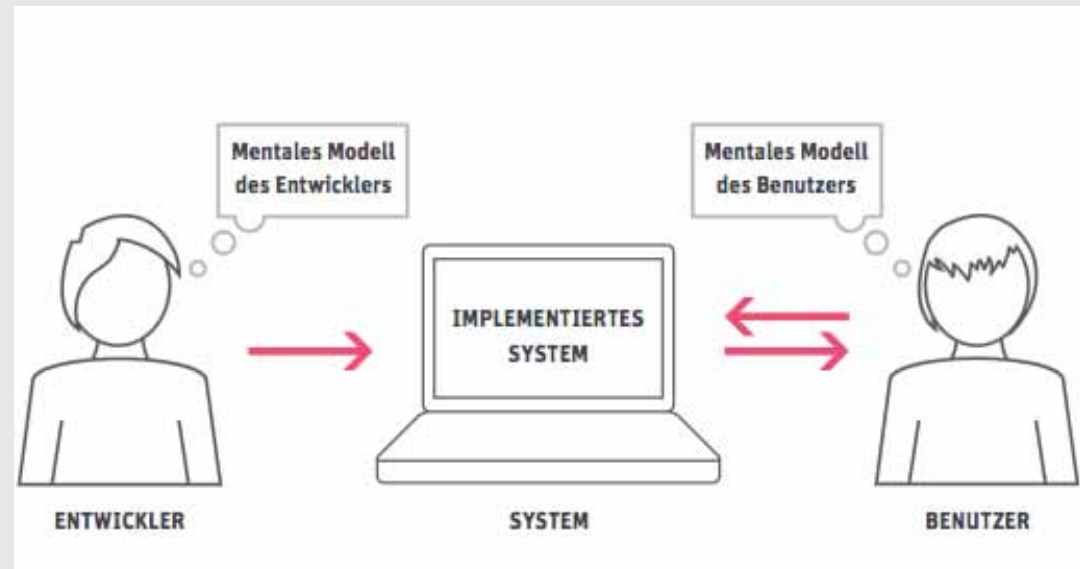 Mentales Modell
des Entwicklers
Mentales Modell
des Benutzers
IMPLEMENTIERTES
SYSTEM
ENTWICKLER
SYSTEM
BENUTZER